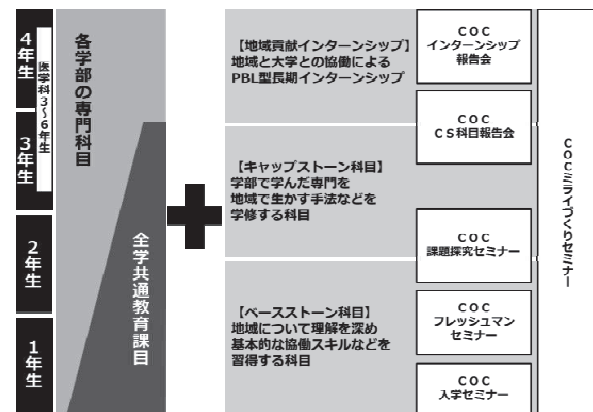 4年生
医学科3~6年生
3年生
2年生
1年生
各学部の専門科目
全学共通教育課目
【地域貢献インターンシップ】
地域と大学との協働による
PBL型長期インターンシップ
【キャップストーン科目】
学部で学んだ専門を
地域で生かす手法などを
学修する科目
【ベースストーン科目】
地域について理解を深め
基本的な協働スキルなどを
習得する科目
COC
インターンシップ
報告会
COC
CS科目報告会
COC
課題探究セミナー
COC
フレッシュマン
セミナー
COC
入学セミナー
COCミライづくりセミナー